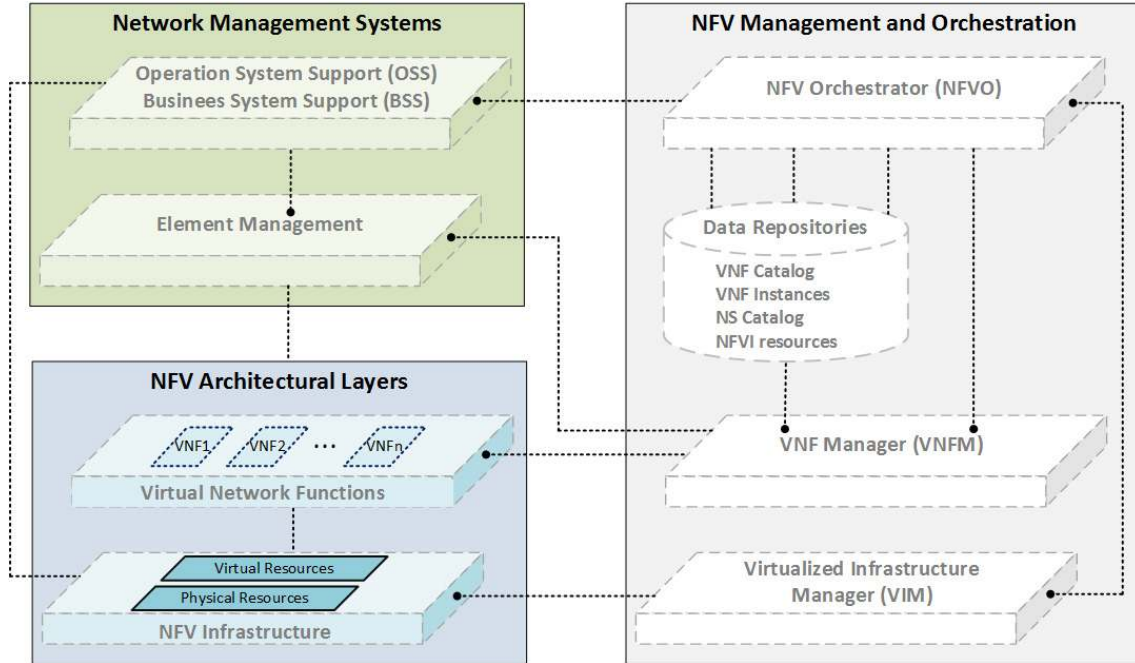 Network Management Systems
Operation System Support (OSS)
Businees System Support (BSS)
Element Management
NFV Architectural Layers
VNF1 VNF2 ... VNFn
Virtual Network Functions
Virtual Resources
Physical Resources
NFV Infrastructure
NFV Management and Orchestration
NFV Orchestrator (NFVO)
Data Repositories
VNF Catalog
VNF Instances
NS Catalog
NFVI resources
VNF Manager (VNFM)
Virtualized Infrastructure
Manager (VIM)